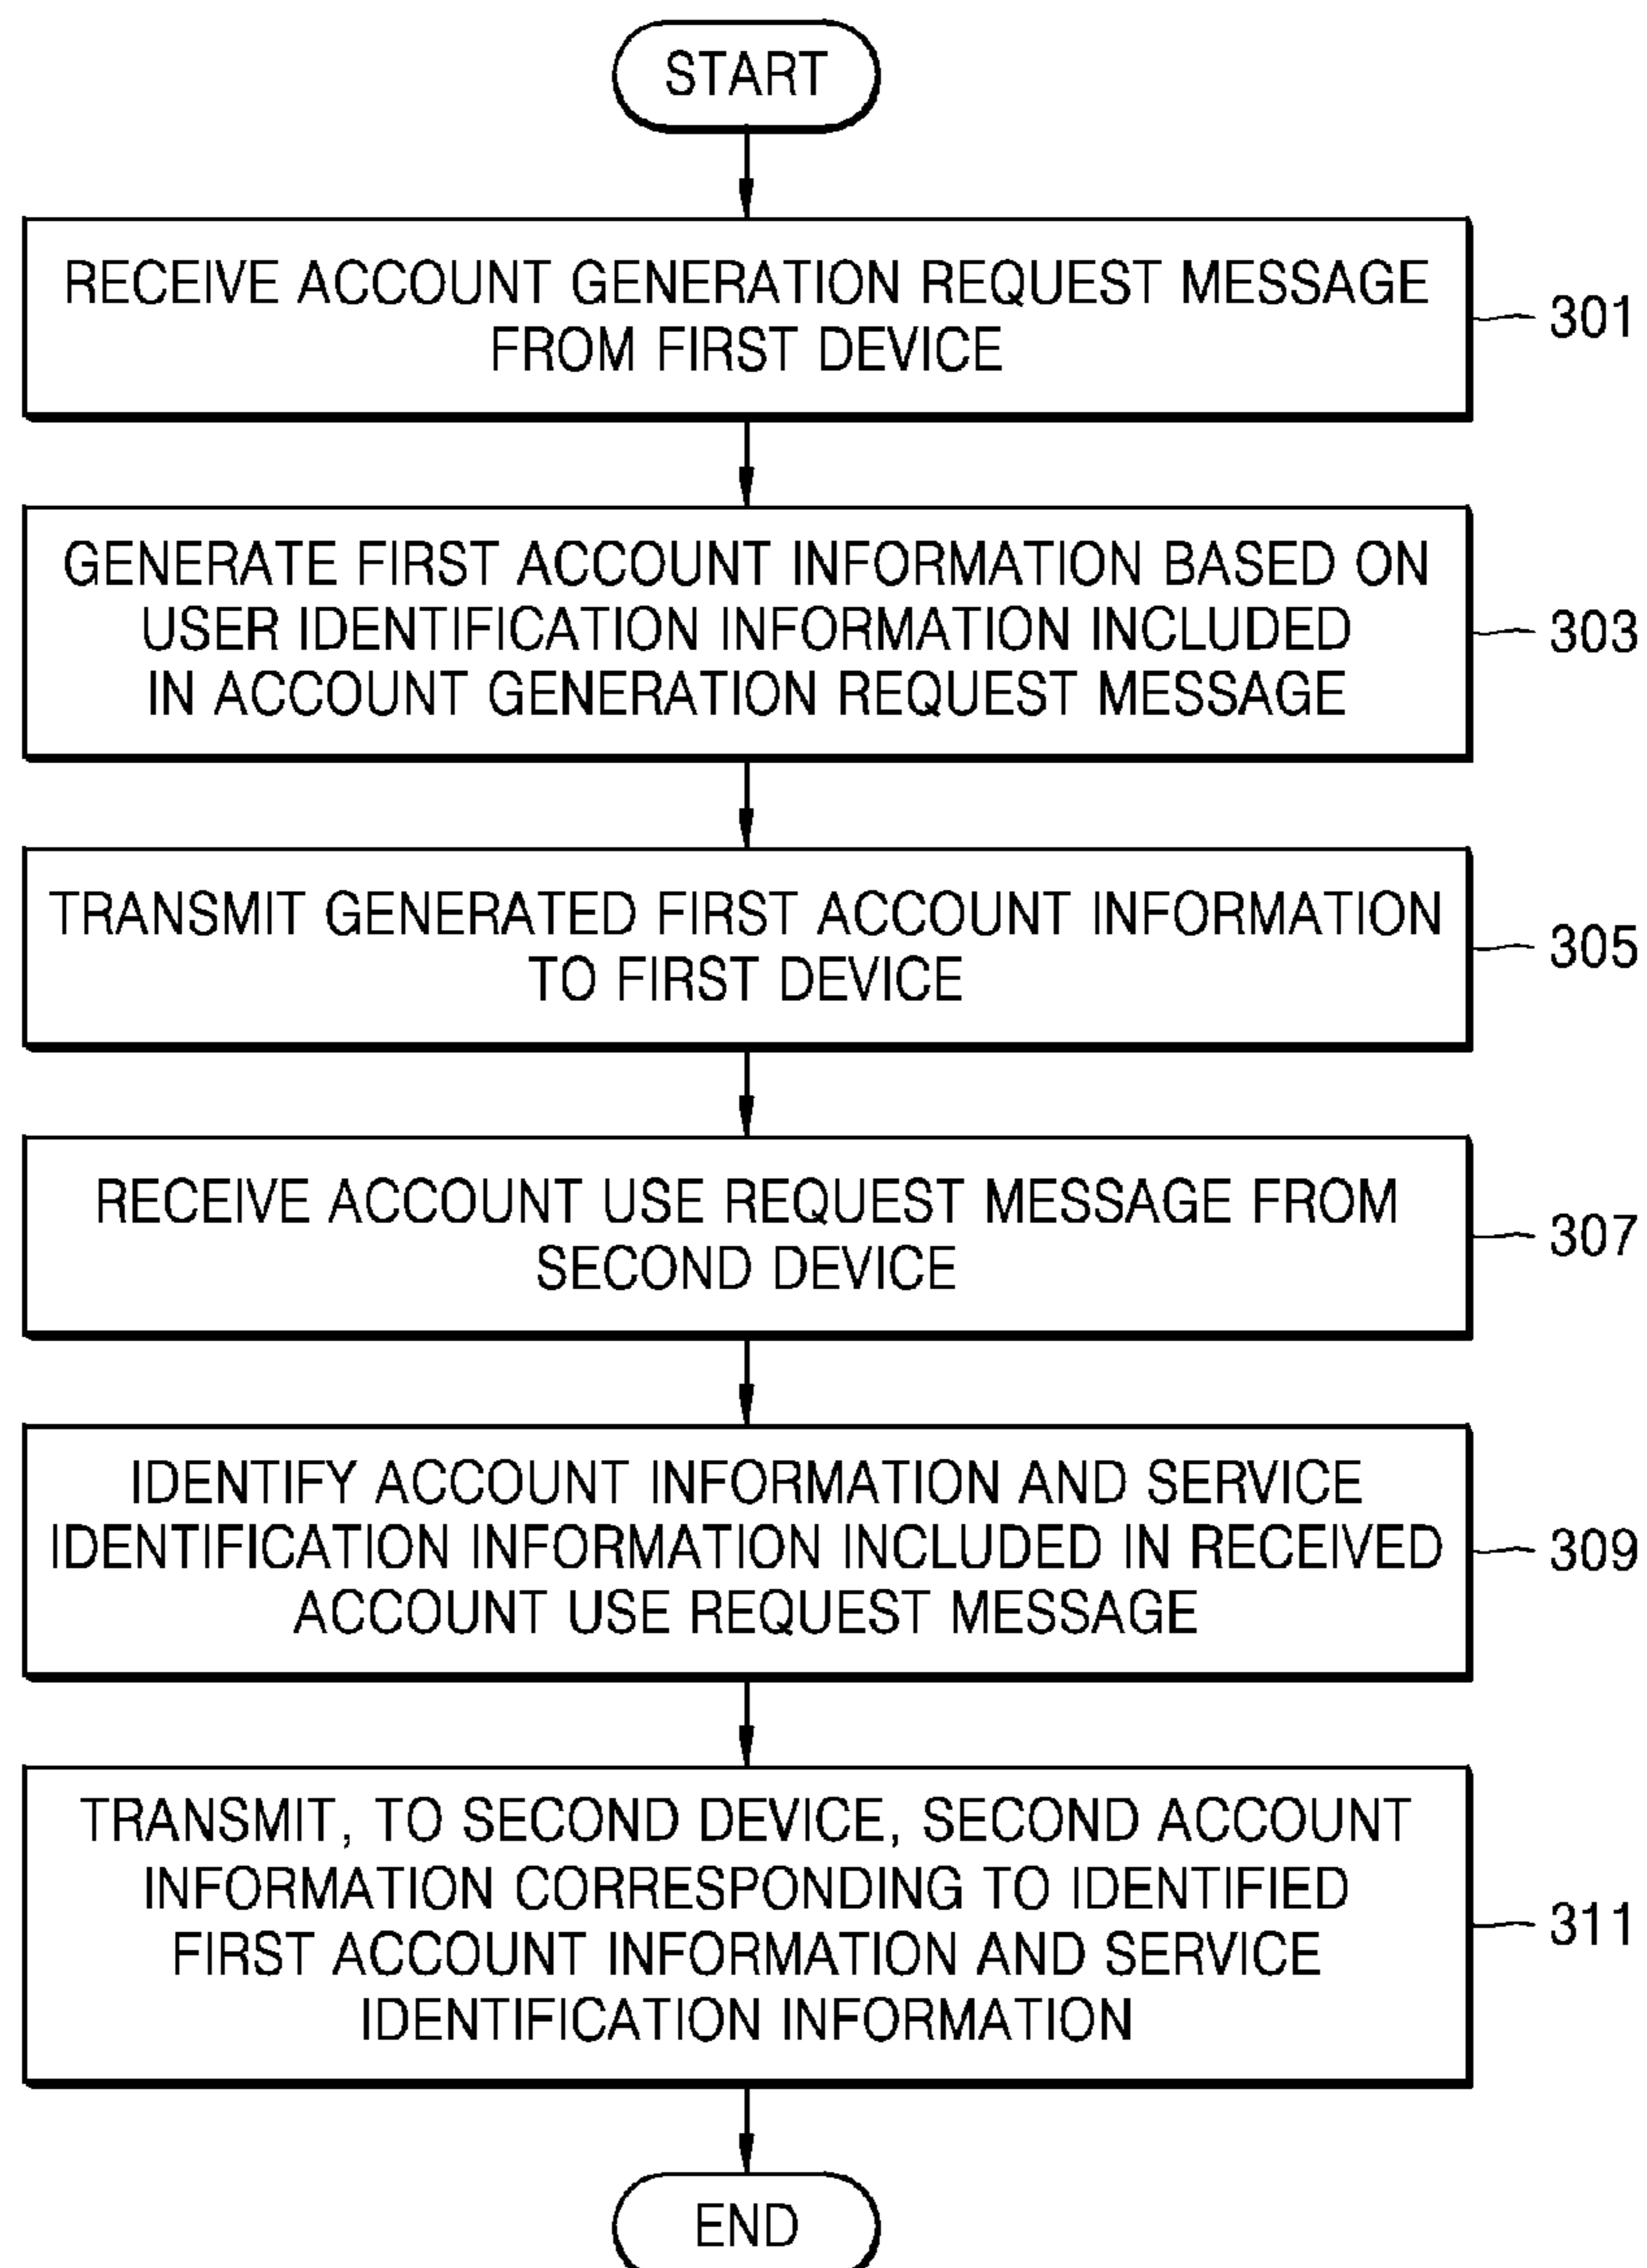 START
RECEIVE ACCOUNT GENERATION REQUEST MESSAGE
FROM FIRST DEVICE
301
GENERATE FIRST ACCOUNT INFORMATION BASED ON
USER IDENTIFICATION INFORMATION INCLUDED
IN ACCOUNT GENERATION REQUEST MESSAGE
303
TRANSMIT GENERATED FIRST ACCOUNT INFORMATION
TO FIRST DEVICE
305
RECEIVE ACCOUNT USE REQUEST MESSAGE FROM
SECOND DEVICE
307
IDENTIFY ACCOUNT INFORMATION AND SERVICE
IDENTIFICATION INFORMATION INCLUDED IN RECEIVED
ACCOUNT USE REQUEST MESSAGE
309
TRANSMIT, TO SECOND DEVICE, SECOND ACCOUNT
INFORMATION CORRESPONDING TO IDENTIFIED
FIRST ACCOUNT INFORMATION AND SERVICE
IDENTIFICATION INFORMATION
311
END